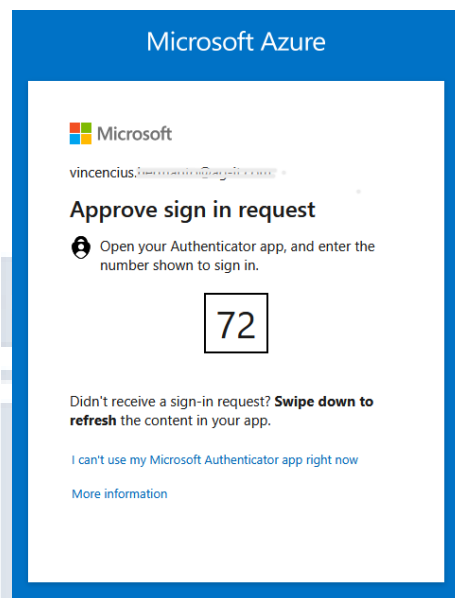 Microsoft Azure
Microsoft
vincencius.
Approve sign in request
Open your Authenticator app, and enter the
number shown to sign in.
72
Didn't receive a sign-in request? Swipe down to
refresh the content in your app.
I can't use my Microsoft Authenticator app right now
More information